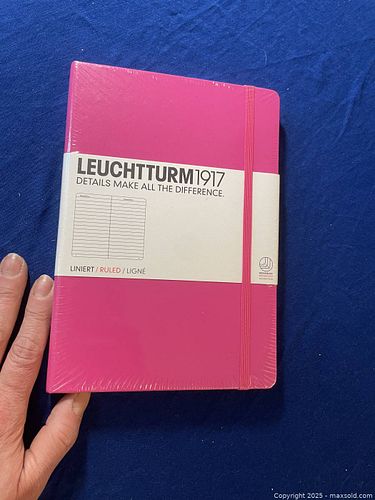 LEUCHTTURM1917
DETAILS MAKE ALL THE DIFFERENCE.
LINIERT / RULED / LIGNÉ
Copyright 2025 - maxsold.com